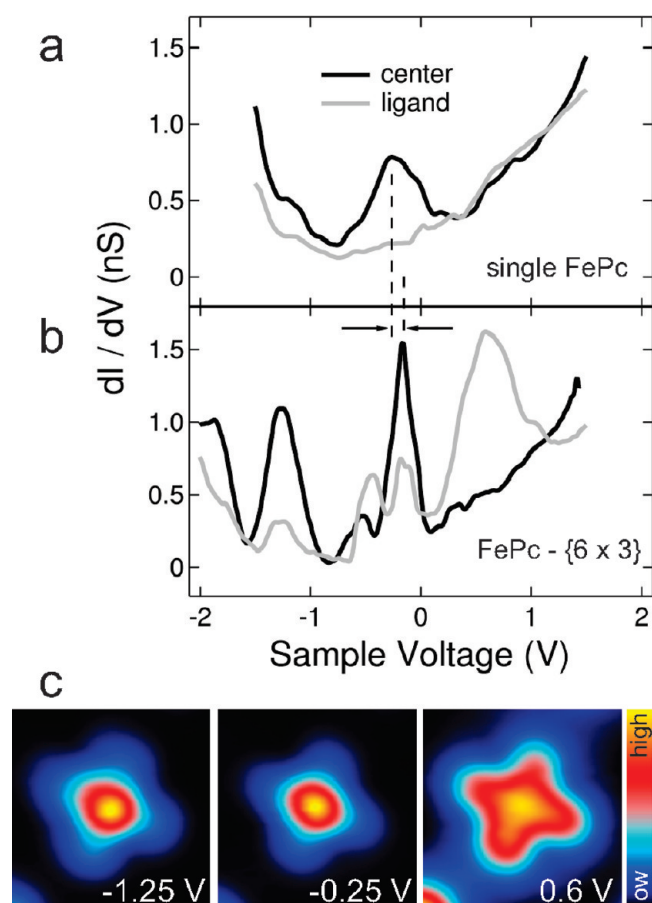 a
1.5
1.0
0.5
0
center
ligand
single FePc
dI / dV (nS)
b
1.5
1.0
0.5
0
FePc - {6 x 3}
-2
-1
0
1
2
Sample Voltage (V)
c
-1.25 V
-0.25 V
0.6 V
high
ow